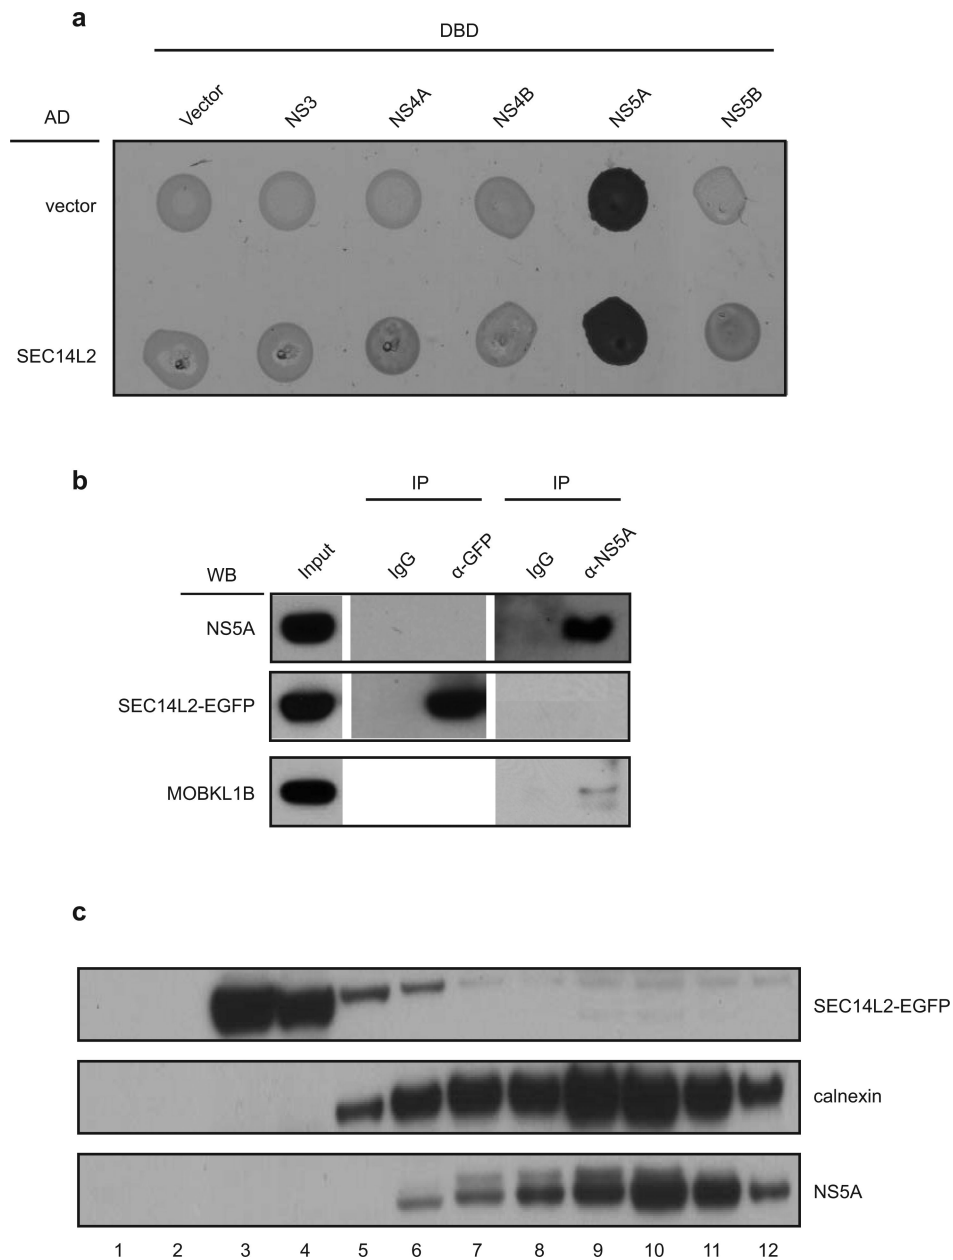 a
DBD
AD
Vector
NS3
NS4A
NS4B
NS5A
NS5B
vector
SEC14L2
b
IP
IP
WB
Input
IgG
α-GFP
IgG
α-NS5A
NS5A
SEC14L2-EGFP
MOBKL1B
c
SEC14L2-EGFP
calnexin
NS5A
1 2 3 4 5 6 7 8 9 10 11 12